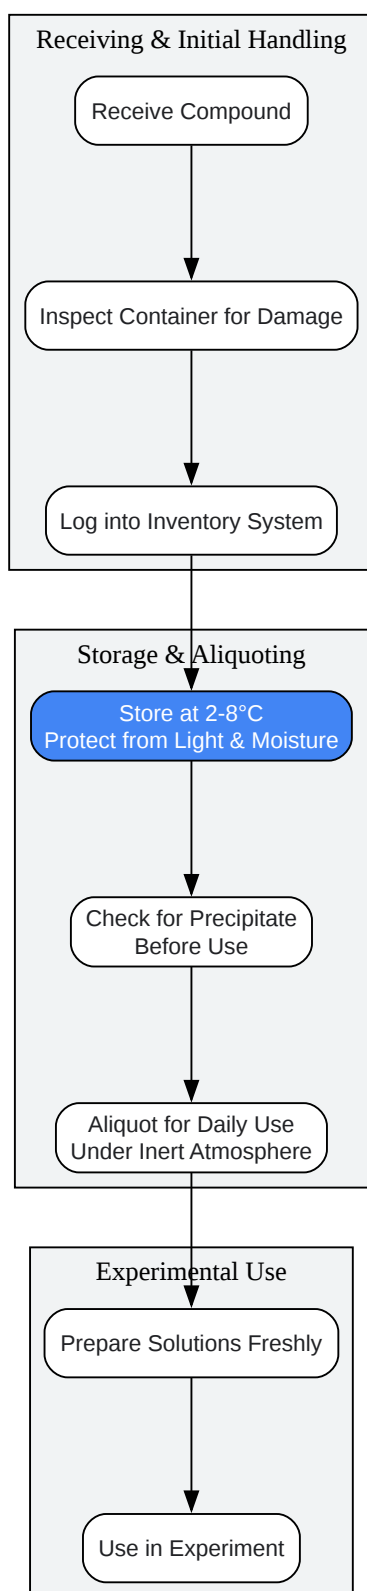 Receiving & Initial Handling
Receive Compound
Inspect Container for Damage
Log into Inventory System
Storage & Aliquoting
Store at 2-8°C
Protect from Light & Moisture
Check for Precipitate
Before Use
Aliquot for Daily Use
Under Inert Atmosphere
Experimental Use
Prepare Solutions Freshly
Use in Experiment